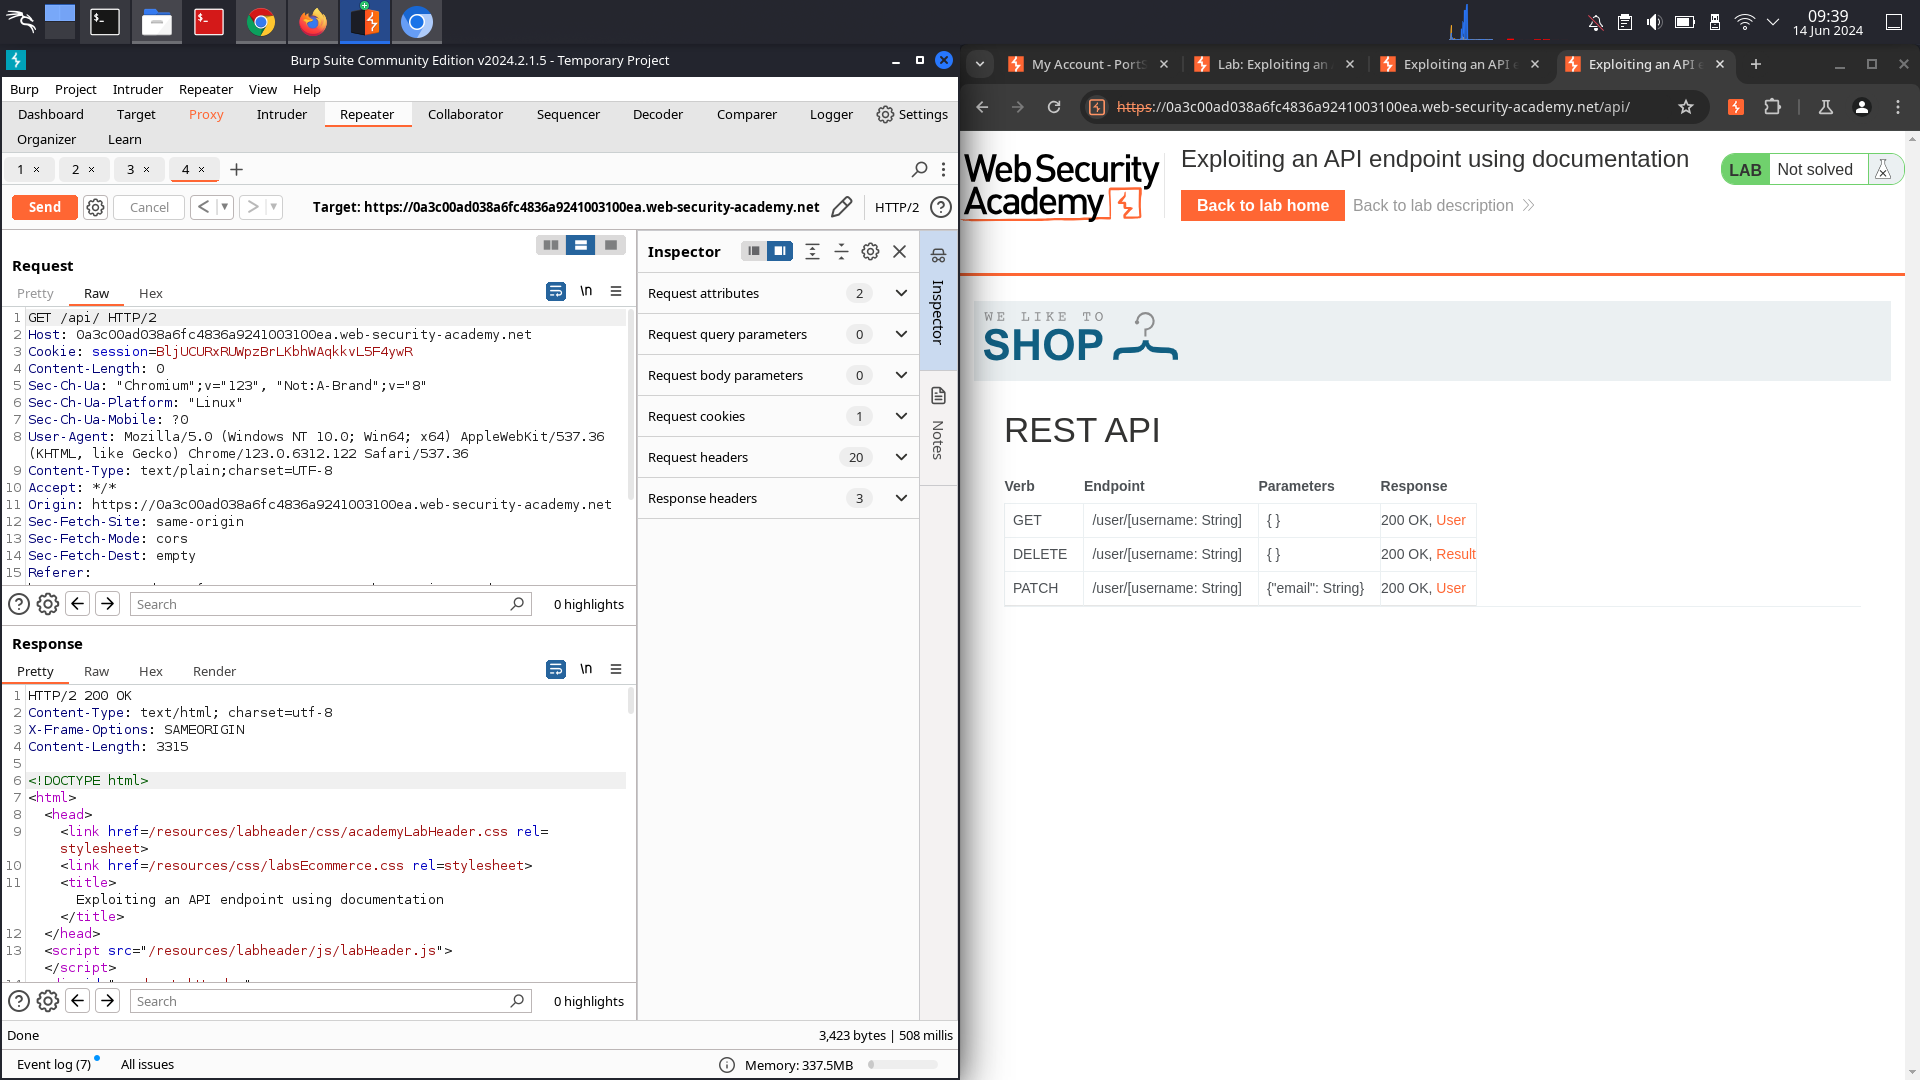 09:39
14 Jun 2024
Burp Suite Community Edition v2024.2.1.5 - Temporary Project
Burp Project Intruder Repeater View Help
Dashboard Target Proxy Intruder Repeater Collaborator Sequencer Decoder Comparer Logger Settings
Organizer Learn
1 × 2 × 3 × 4 × +
Send Cancel < > Target: https://0a3c00ad038a6fc4836a9241003100ea.web-security-academy.net HTTP/2
Request
Pretty Raw Hex \n
1 GET /api/ HTTP/2
2 Host: 0a3c00ad038a6fc4836a9241003100ea.web-security-academy.net
3 Cookie: session=BljUCURxRUWpzBrLKbhWAqkkvL5F4ywR
4 Content-Length: 0
5 Sec-Ch-Ua: "Chromium";v="123", "Not:A-Brand";v="8"
6 Sec-Ch-Ua-Platform: "Linux"
7 Sec-Ch-Ua-Mobile: ?0
8 User-Agent: Mozilla/5.0 (Windows NT 10.0; Win64; x64) AppleWebKit/537.36
(KHTML, like Gecko) Chrome/123.0.6312.122 Safari/537.36
9 Content-Type: text/plain;charset=UTF-8
10 Accept: */*
11 Origin: https://0a3c00ad038a6fc4836a9241003100ea.web-security-academy.net
12 Sec-Fetch-Site: same-origin
13 Sec-Fetch-Mode: cors
14 Sec-Fetch-Dest: empty
15 Referer:
Search 0 highlights
Response
Pretty Raw Hex Render \n
1 HTTP/2 200 OK
2 Content-Type: text/html; charset=utf-8
3 X-Frame-Options: SAMEORIGIN
4 Content-Length: 3315
5
6 <!DOCTYPE html>
7 <html>
8 <head>
9 <link href=/resources/labheader/css/academyLabHeader.css rel=
stylesheet>
10 <link href=/resources/css/labsEcommerce.css rel=stylesheet>
11 <title>
Exploiting an API endpoint using documentation
</title>
12 </head>
13 <script src="/resources/labheader/js/labHeader.js">
</script>
Search 0 highlights
Done 3,423 bytes | 508 millis
Event log (7) All issues Memory: 337.5MB
Inspector
Request attributes 2
Request query parameters 0
Request body parameters 0
Request cookies 1
Request headers 20
Response headers 3
Inspector
Notes
My Account - PortS
Lab: Exploiting an
Exploiting an API e
Exploiting an API e
https://0a3c00ad038a6fc4836a9241003100ea.web-security-academy.net/api/
Web Security
Academy
Exploiting an API endpoint using documentation
Back to lab home Back to lab description
LAB Not solved
WE LIKE TO
SHOP
REST API
Verb Endpoint Parameters Response
GET /user/[username: String] { } 200 OK, User
DELETE /user/[username: String] { } 200 OK, Result
PATCH /user/[username: String] {"email": String} 200 OK, User